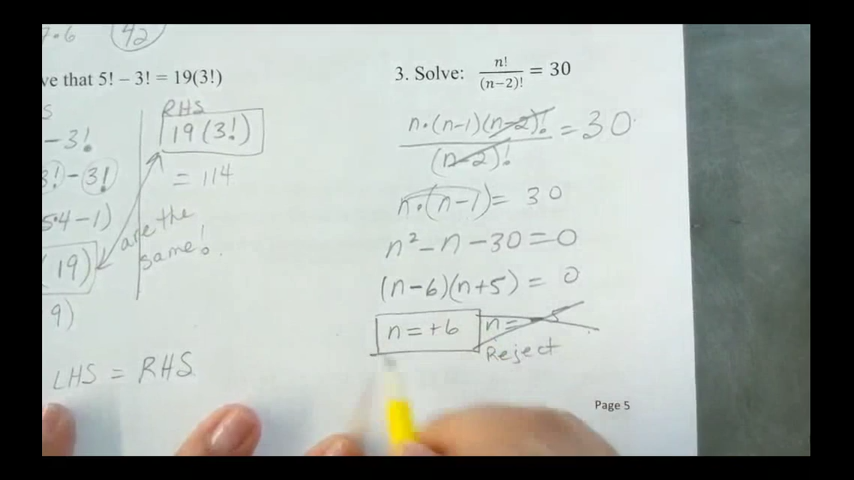 7·6 42
ve that 5! – 3! = 19(3!)
S RHS
- 3! 19(3!)
3!) - 3! = 114
5·4 - 1) are the
(19) same!
9)
LHS = RHS
3. Solve: n!/(n−2)! = 30
n·(n-1)(n-2)!/(n-2)! = 30
n·(n-1) = 30
n² - n - 30 = 0
(n-6)(n+5) = 0
n = +6 n = -5
Reject
Page 5